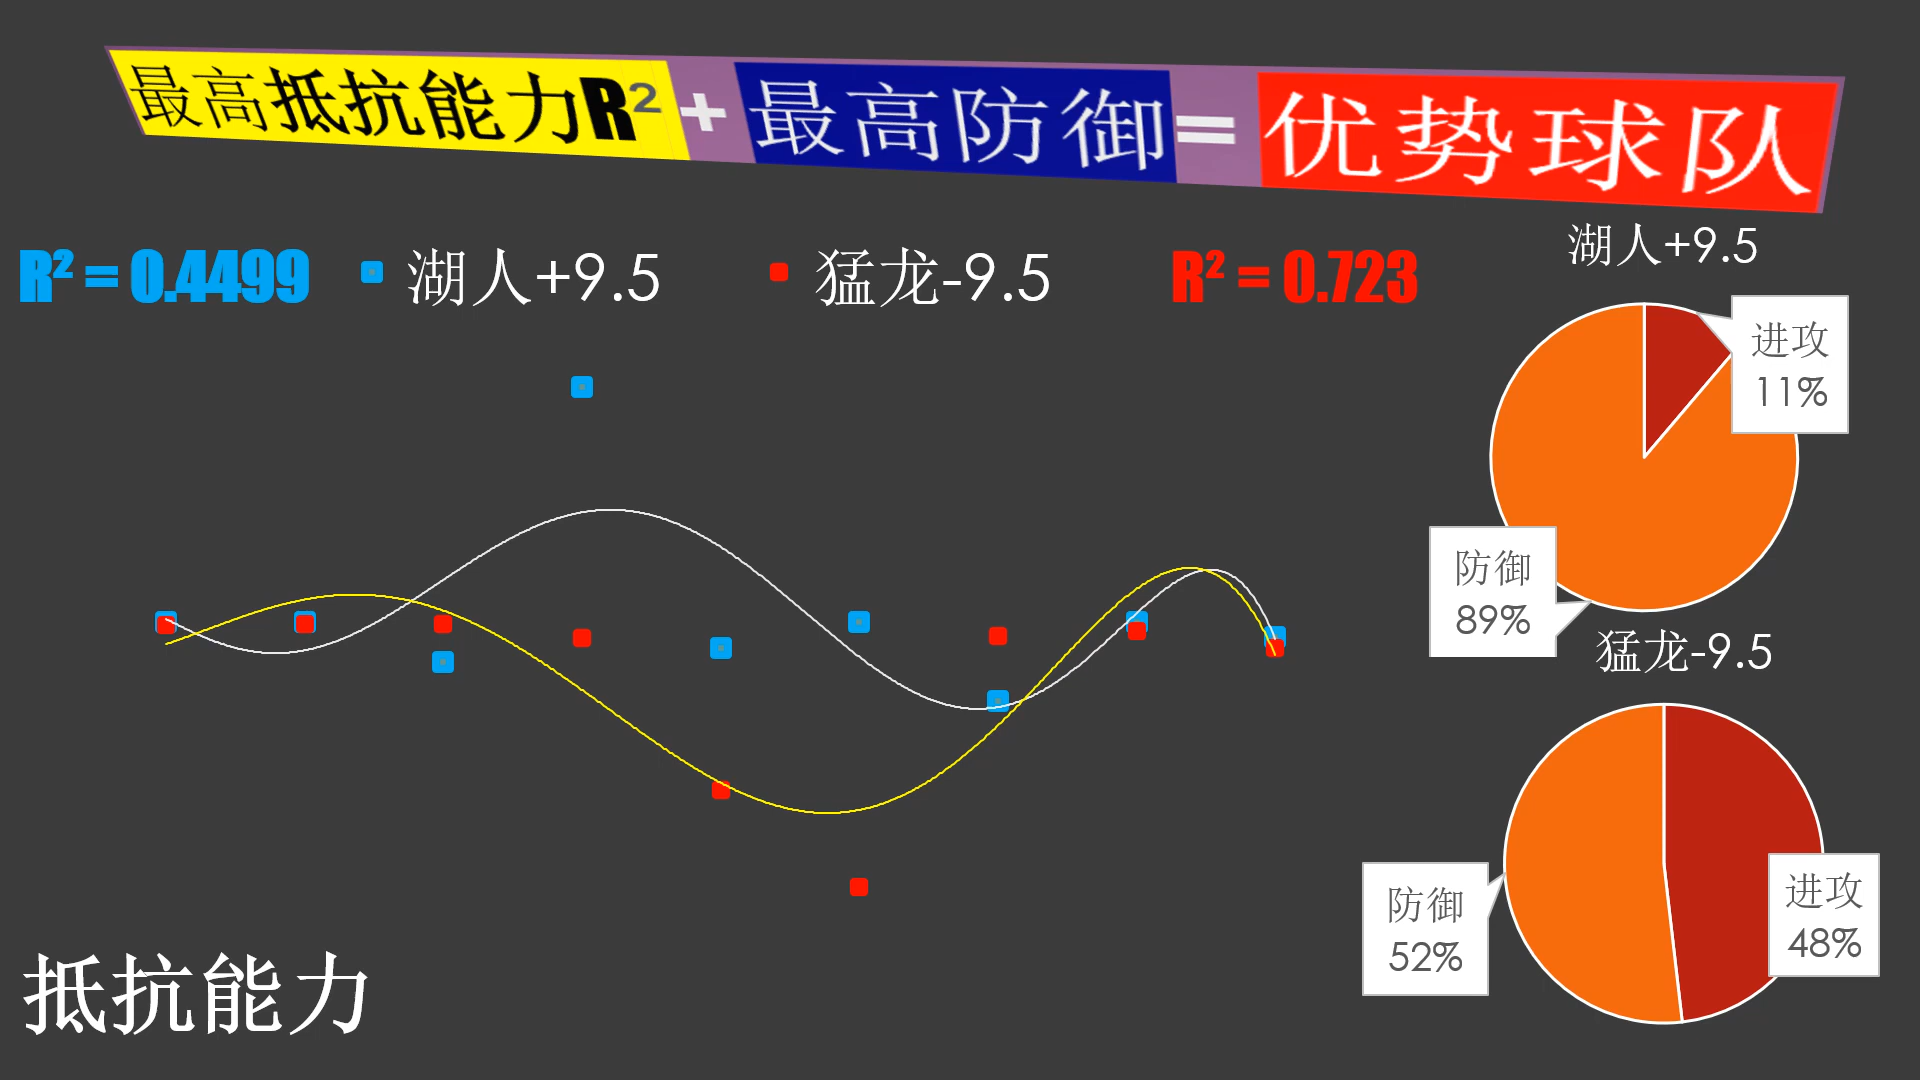 最高抵抗能力R²+最高防御=优势球队
R² = 0.4499
湖人+9.5
猛龙-9.5
R² = 0.723
湖人+9.5
进攻
11%
防御
89%
猛龙-9.5
进攻
48%
防御
52%
抵抗能力